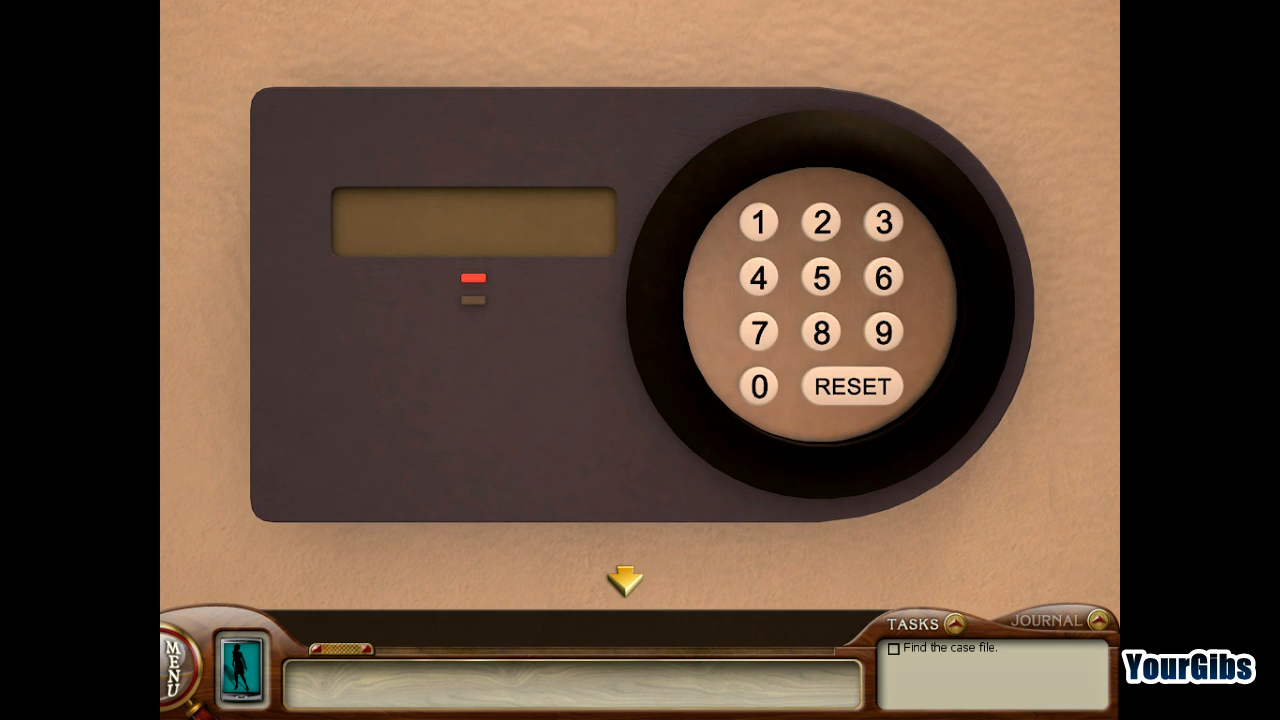 1 2 3
4 5 6
7 8 9
0 RESET
TASKS
JOURNAL
Find the case file.
MENU
YourGibs